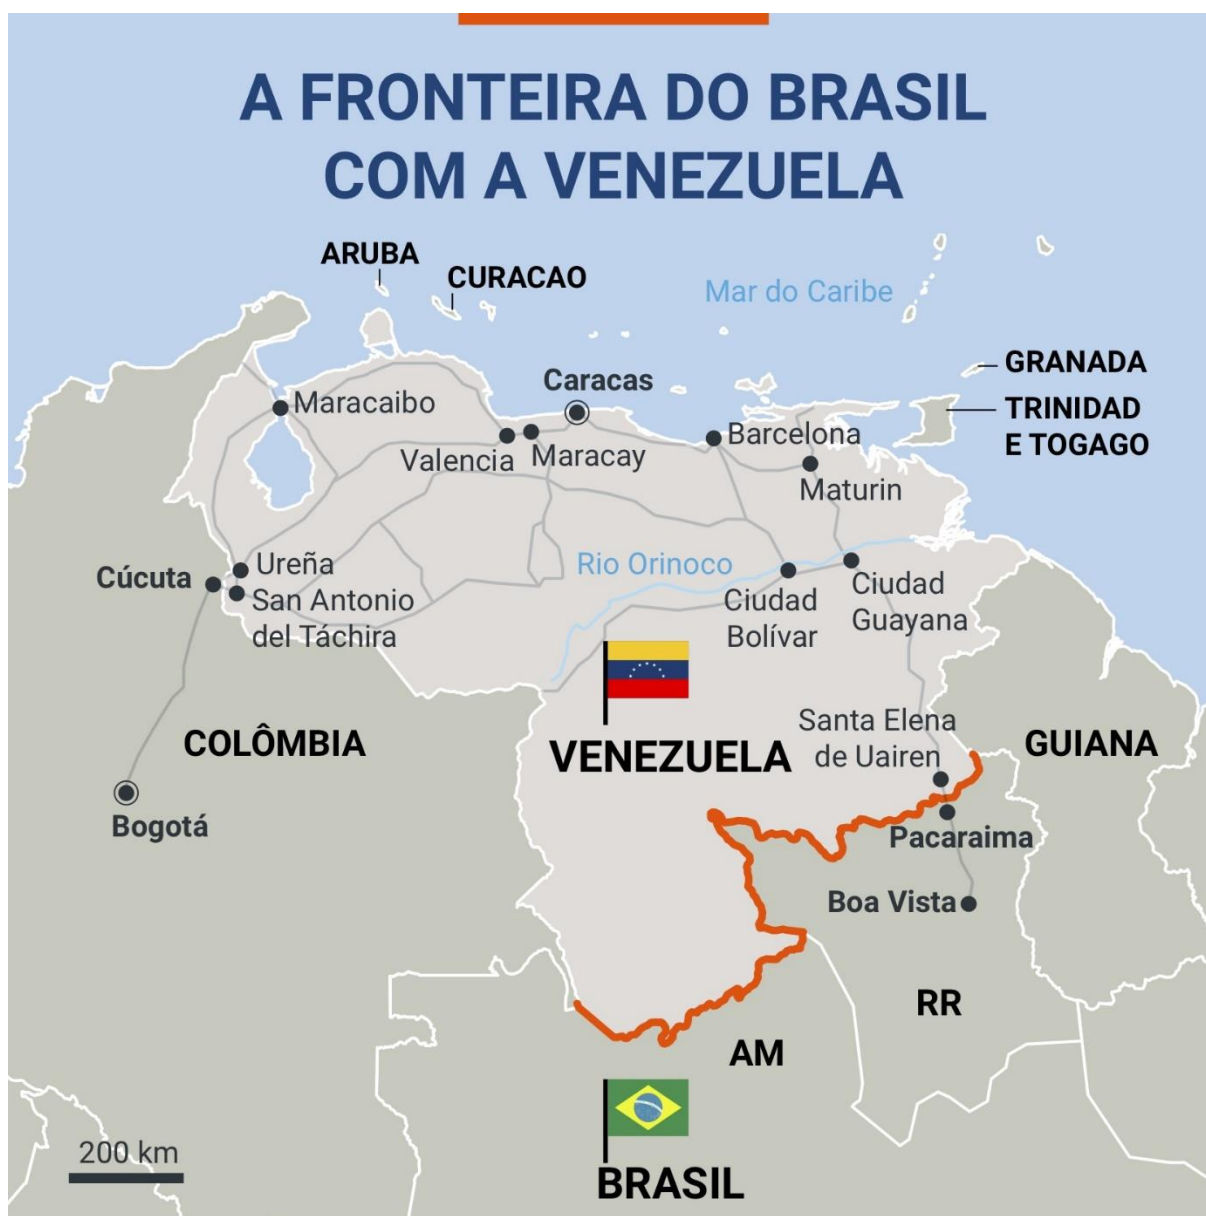 A FRONTEIRA DO BRASIL
COM A VENEZUELA
ARUBA
CURACAO
Mar do Caribe
GRANADA
TRINIDAD
E TOGAGO
Caracas
Maracaibo
Valencia
Maracay
Barcelona
Maturin
Cúcuta
Ureña
San Antonio
del Táchira
Rio Orinoco
Ciudad
Bolívar
Ciudad
Guayana
COLÔMBIA
VENEZUELA
Santa Elena
de Uairen
GUIANA
Bogotá
Pacaraima
Boa Vista
RR
AM
200 km
BRASIL